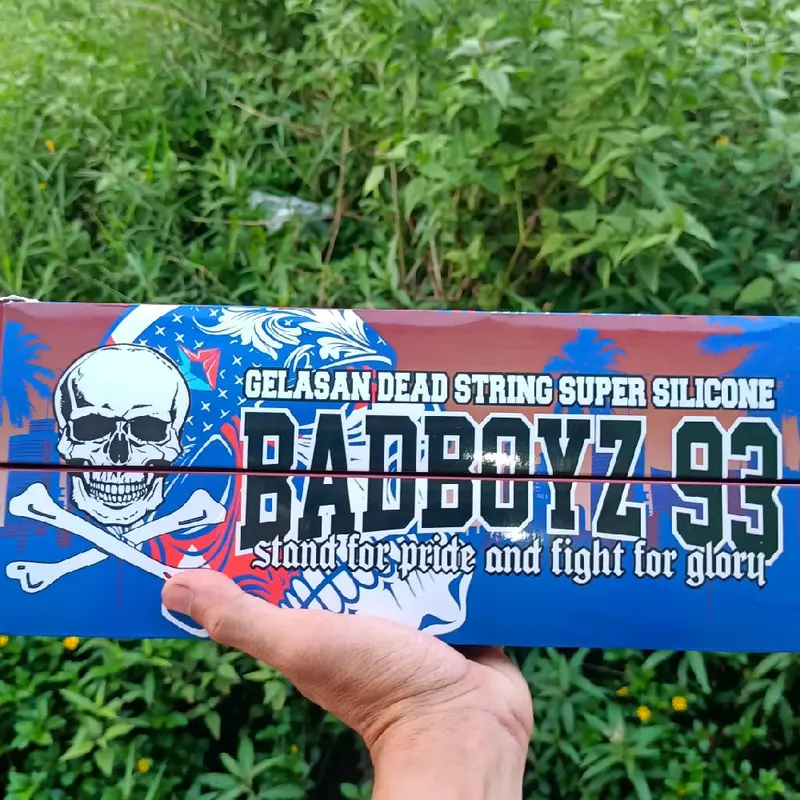 GELASAN DEAD STRING SUPER SILICONE
BADBOYZ 93
stand for pride and fight for glory